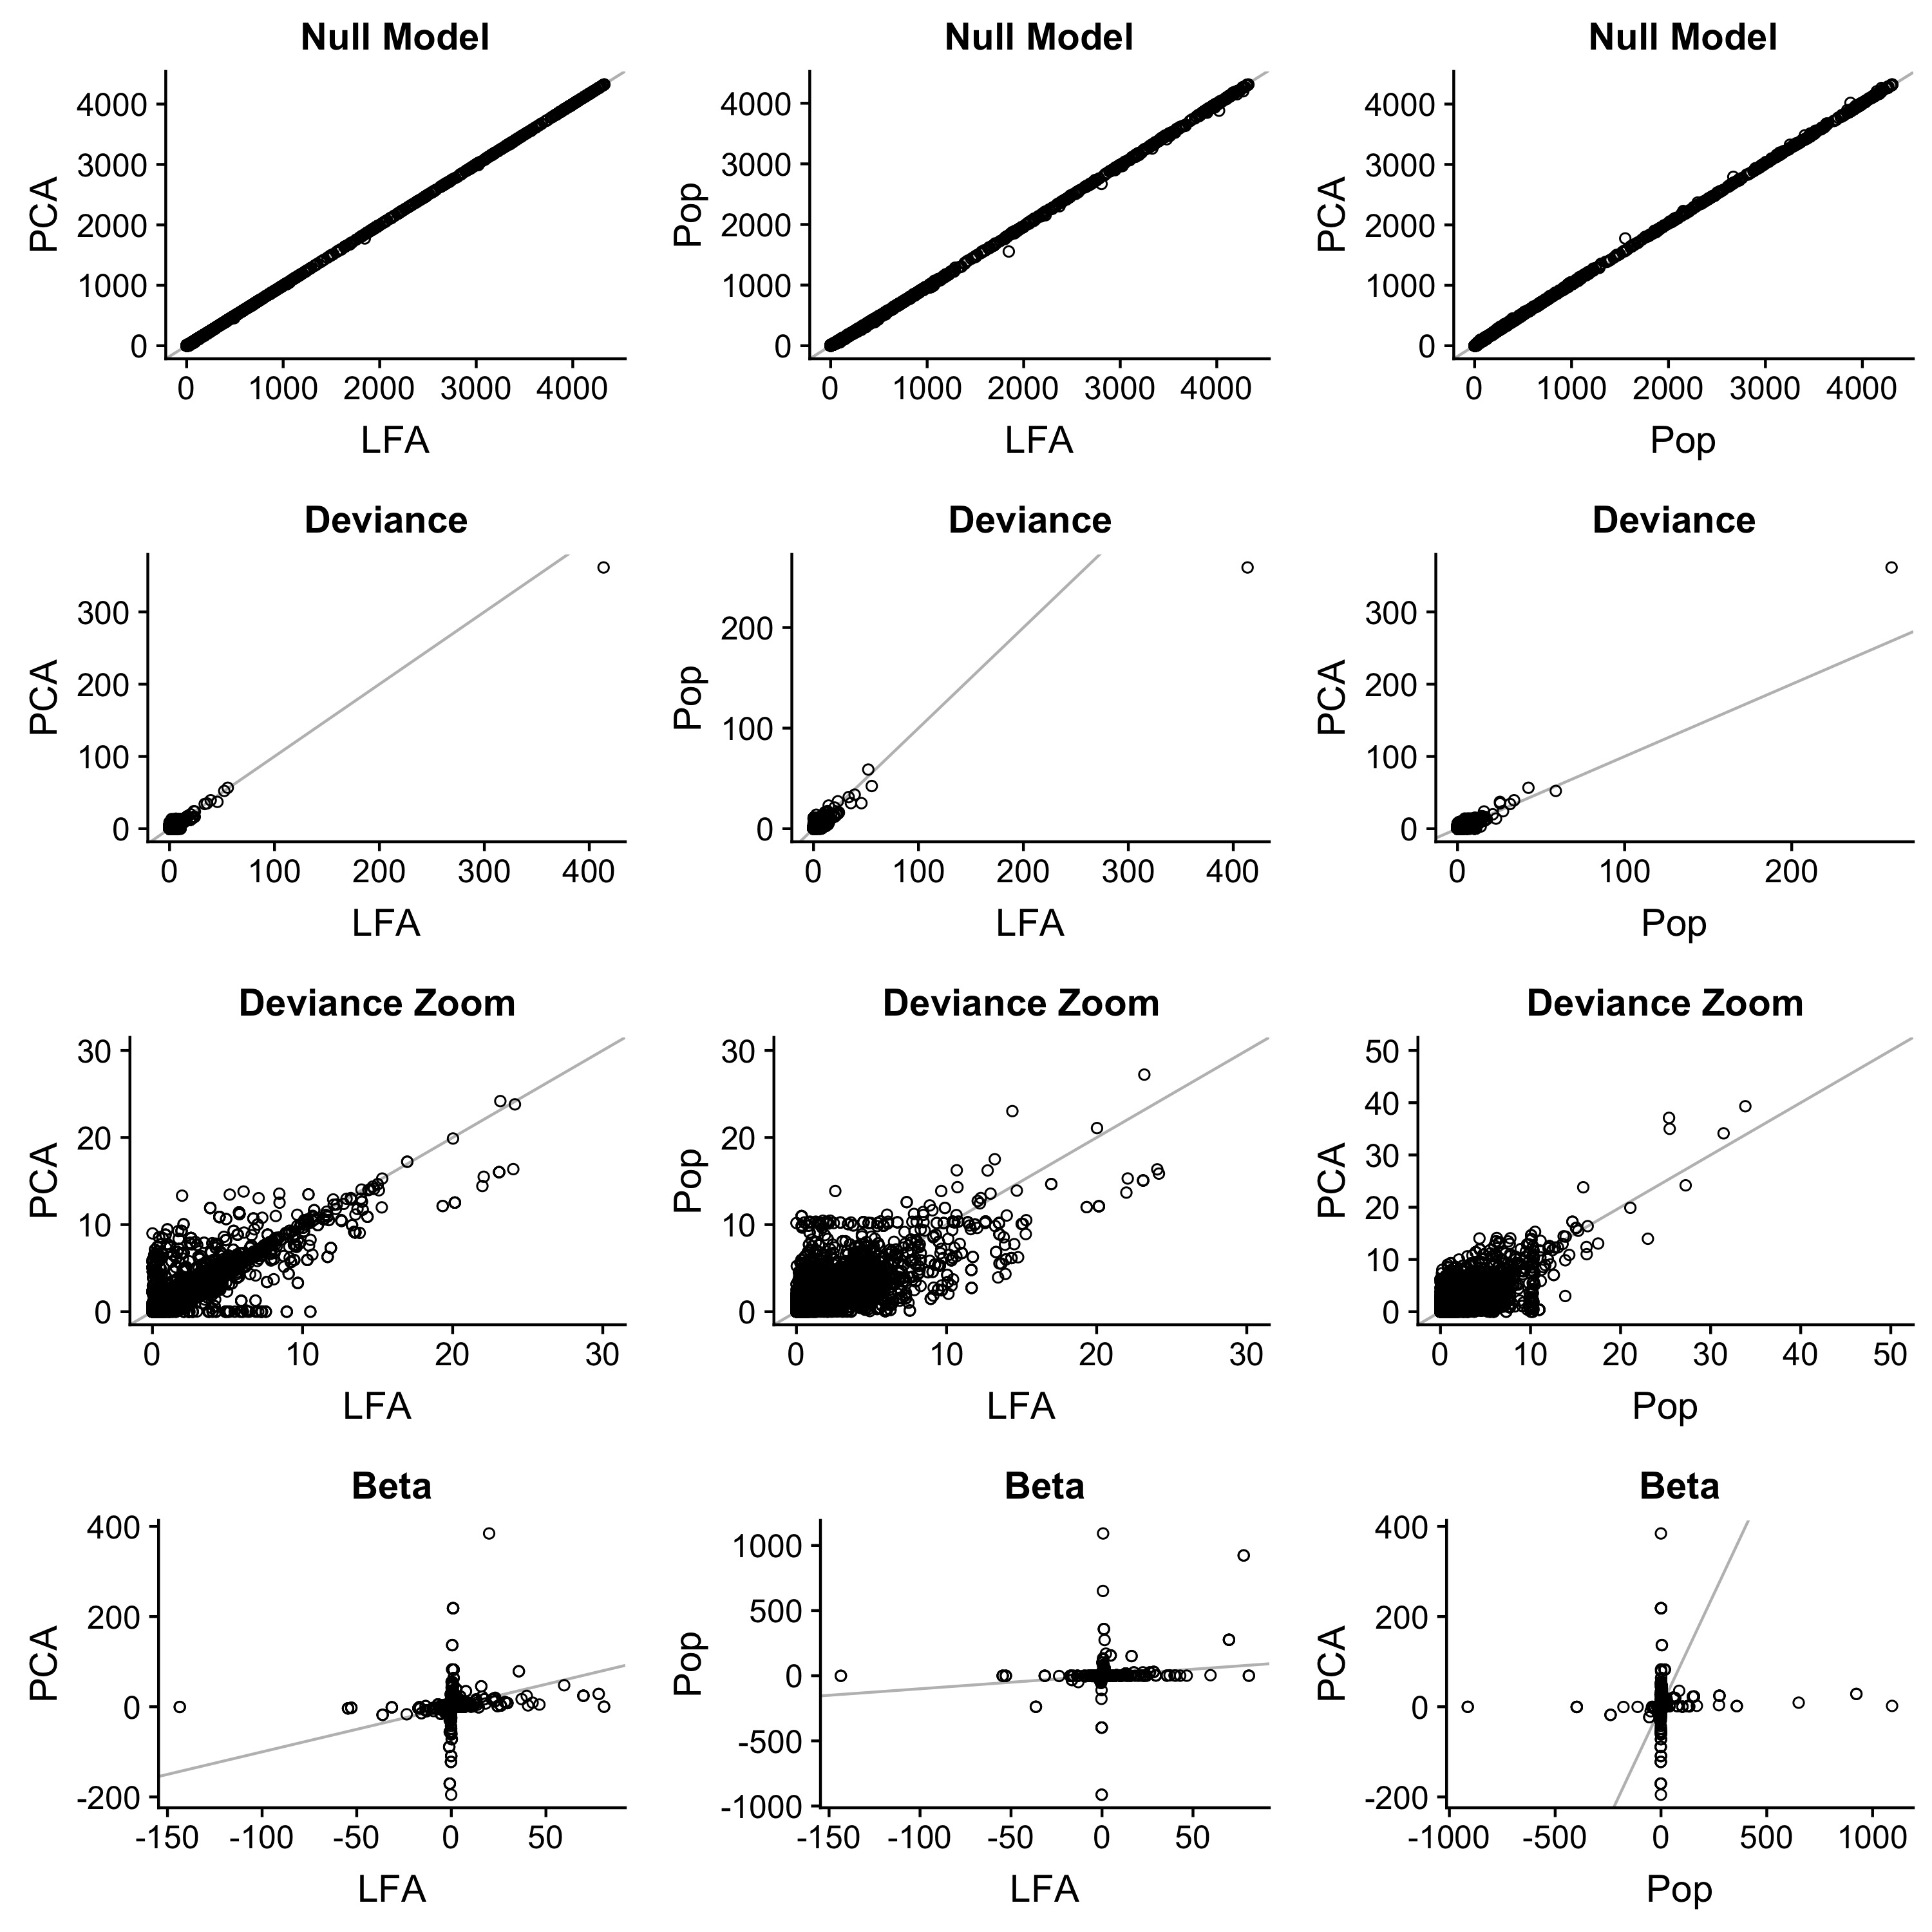 Null Model
Null Model
Null Model
PCA
4000
3000
2000
1000
0
0 1000 2000 3000 4000
LFA
Pop
4000
3000
2000
1000
0
0 1000 2000 3000 4000
LFA
PCA
4000
3000
2000
1000
0
0 1000 2000 3000 4000
Pop
Deviance
Deviance
Deviance
PCA
300
200
100
0
0 100 200 300 400
LFA
Pop
200
100
0
0 100 200 300 400
LFA
PCA
300
200
100
0
0 100 200
Pop
Deviance Zoom
Deviance Zoom
Deviance Zoom
PCA
30
20
10
0
0 10 20 30
LFA
Pop
30
20
10
0
0 10 20 30
LFA
PCA
50
40
30
20
10
0
0 10 20 30 40 50
Pop
Beta
Beta
Beta
PCA
400
200
0
-200
-150 -100 -50 0 50
LFA
Pop
1000
500
0
-500
-1000
-150 -100 -50 0 50
LFA
PCA
400
200
0
-200
-1000 -500 0 500 1000
Pop